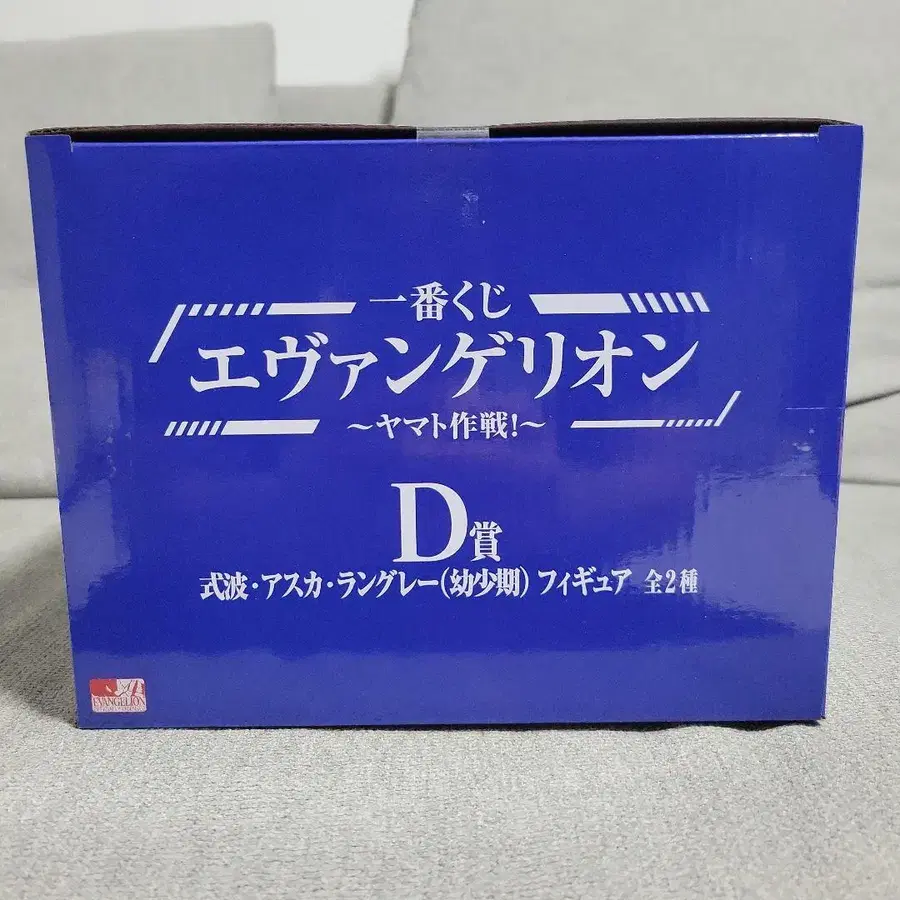 一番くじ
エヴァンゲリオン
~ヤマト作戦!~
D賞
式波・アスカ・ラングレー(幼少期) フィギュア 全2種
EVANGELION